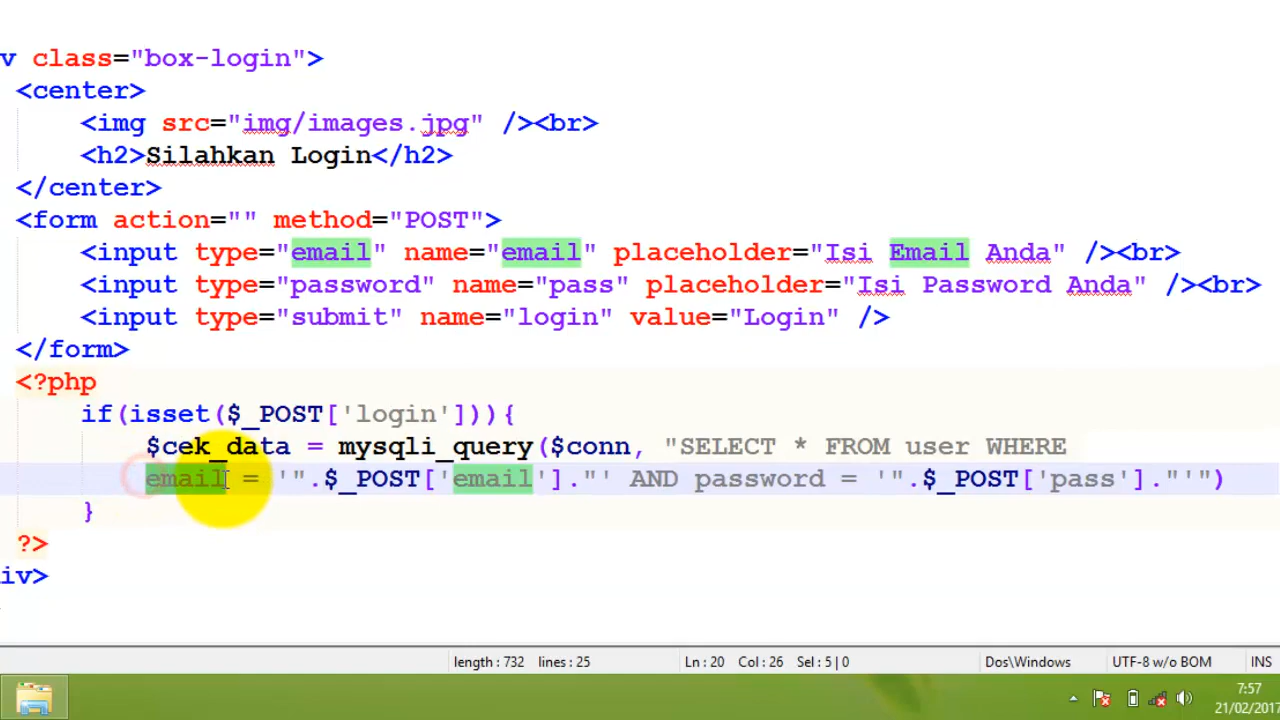 v class="box-login">
<center>
<img src="img/images.jpg" /><br>
<h2>Silahkan Login</h2>
</center>
<form action="" method="POST">
<input type="email" name="email" placeholder="Isi Email Anda" /><br>
<input type="password" name="pass" placeholder="Isi Password Anda" /><br>
<input type="submit" name="login" value="Login" />
</form>
<?php
if(isset($_POST['login'])){
$cek_data = mysqli_query($conn, "SELECT * FROM user WHERE
email = '".$_POST['email']."' AND password = '".$_POST['pass']."'")
}
?>
iv>
length : 732 lines : 25 Ln : 20 Col : 26 Sel : 5 | 0 Dos\Windows UTF-8 w/o BOM INS
7:57
21/02/2017